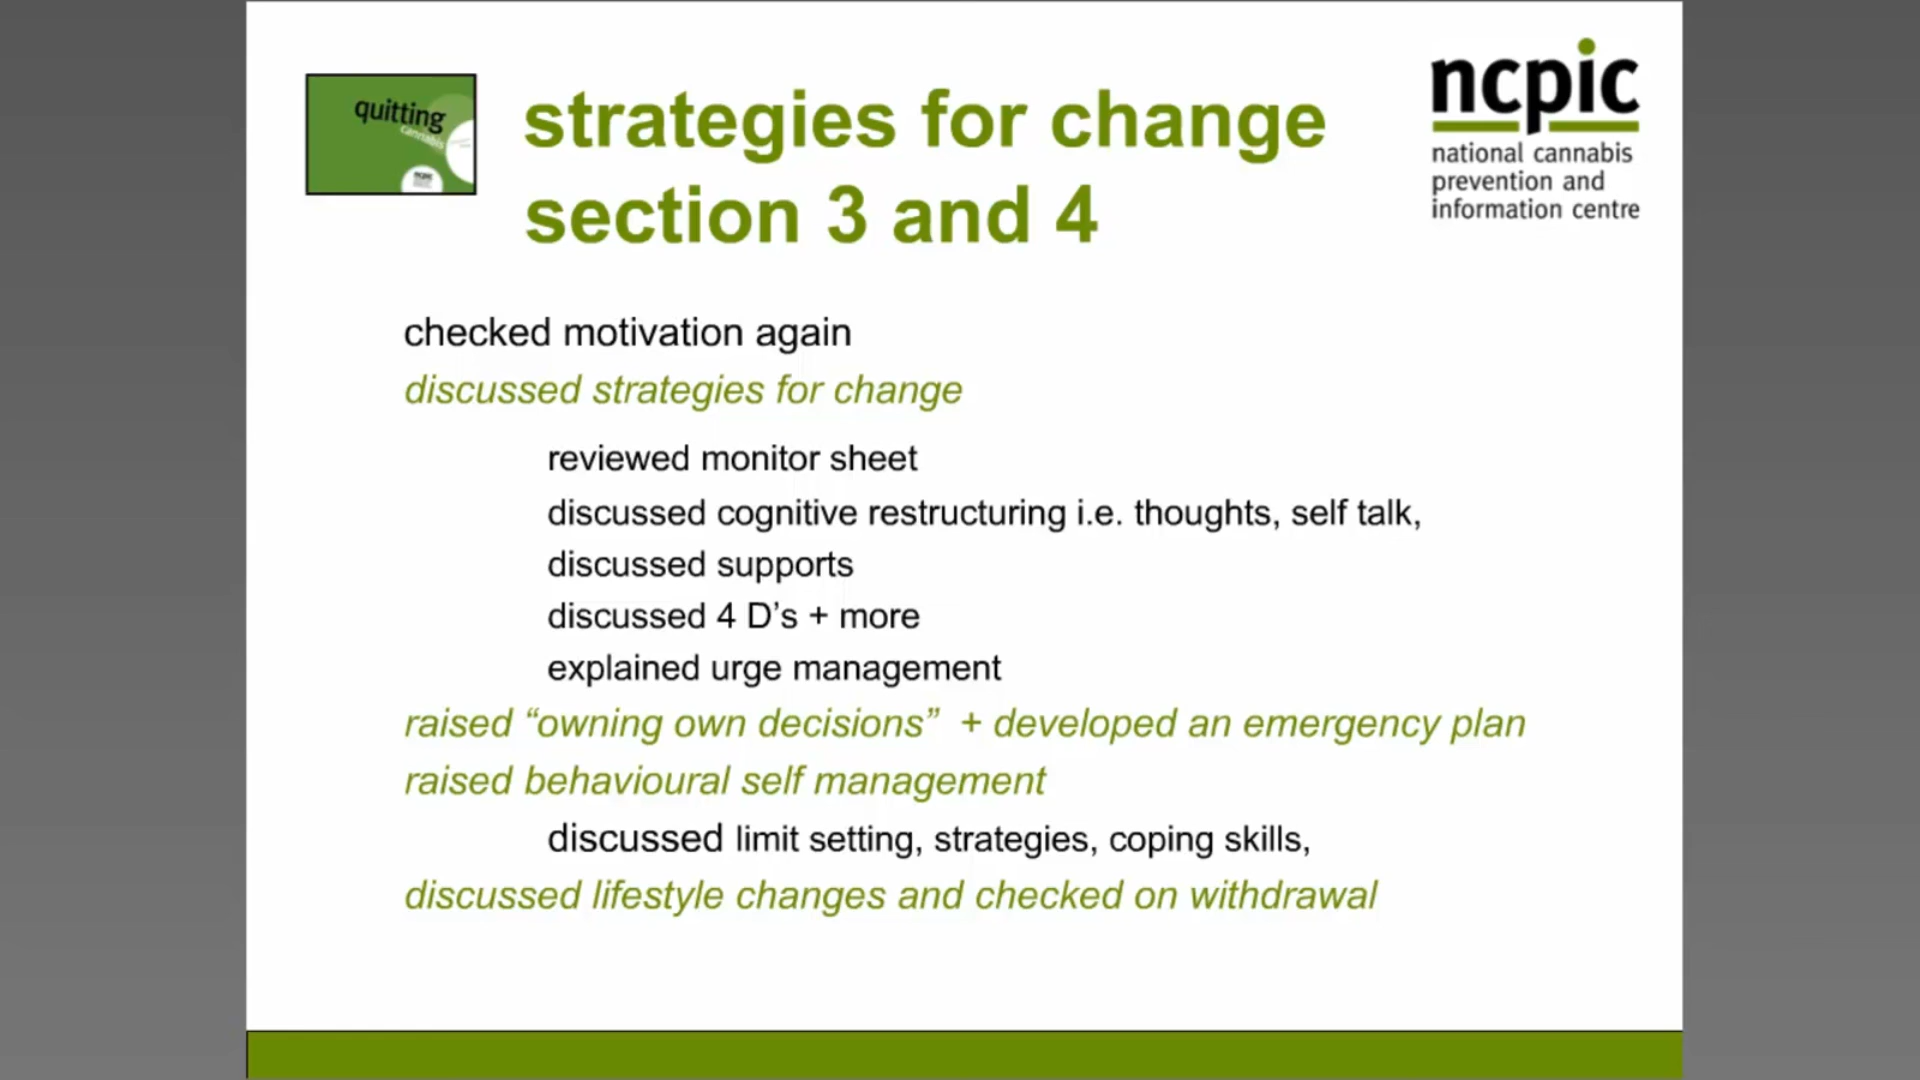 quitting
cannabis
strategies for change
section 3 and 4
ncpic
national cannabis
prevention and
information centre
checked motivation again
discussed strategies for change
reviewed monitor sheet
discussed cognitive restructuring i.e. thoughts, self talk,
discussed supports
discussed 4 D’s + more
explained urge management
raised “owning own decisions” + developed an emergency plan
raised behavioural self management
discussed limit setting, strategies, coping skills,
discussed lifestyle changes and checked on withdrawal